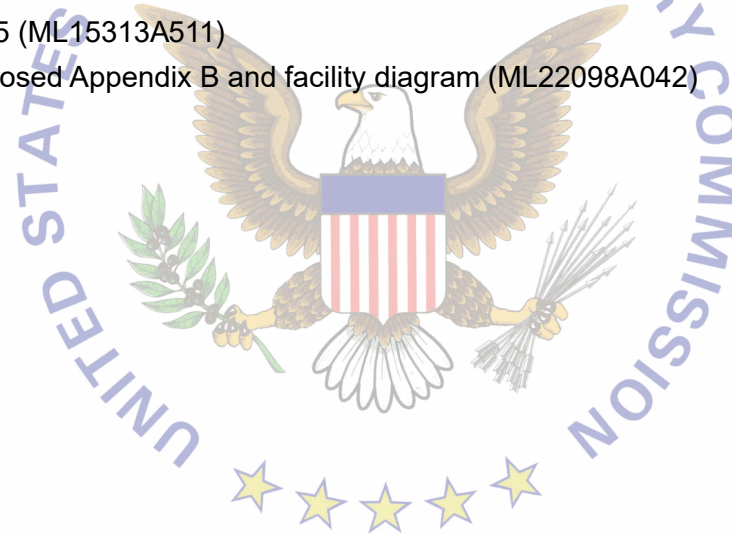 5 (ML15313A511)
osed Appendix B and facility diagram (ML22098A042)
UNITED STATES
Y COMMISSION